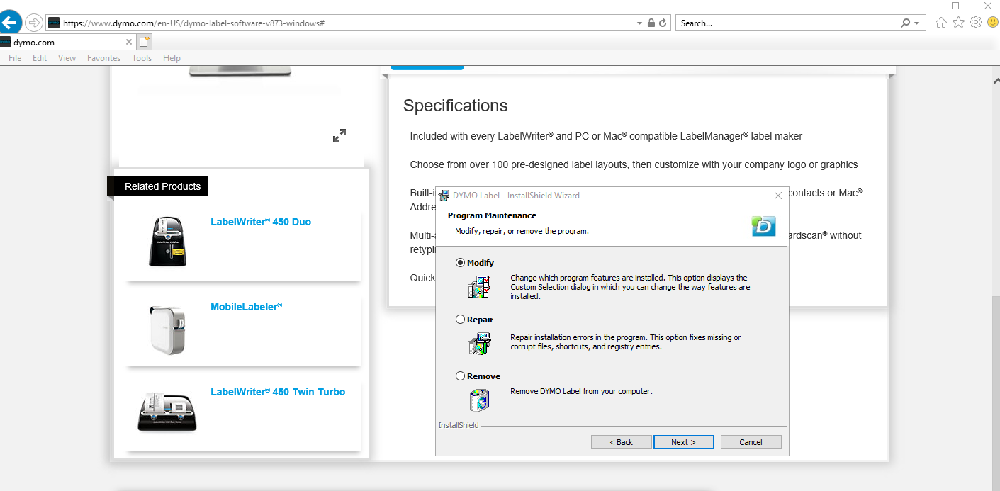 https://www.dymo.com/en-US/dymo-label-software-v873-windows#
Search...
dymo.com
File Edit View Favorites Tools Help
Specifications
Included with every LabelWriter® and PC or Mac® compatible LabelManager® label maker
Choose from over 100 pre-designed label layouts, then customize with your company logo or graphics
Built-i
contacts or Mac®
Addre
Multi-a
ardscan® without
retypi
Quick
Related Products
LabelWriter® 450 Duo
MobileLabeler®
LabelWriter® 450 Twin Turbo
DYMO Label - InstallShield Wizard
Program Maintenance
Modify, repair, or remove the program.
D
Modify
Change which program features are installed. This option displays the
Custom Selection dialog in which you can change the way features are
installed.
Repair
Repair installation errors in the program. This option fixes missing or
corrupt files, shortcuts, and registry entries.
Remove
Remove DYMO Label from your computer.
InstallShield
< Back
Next >
Cancel